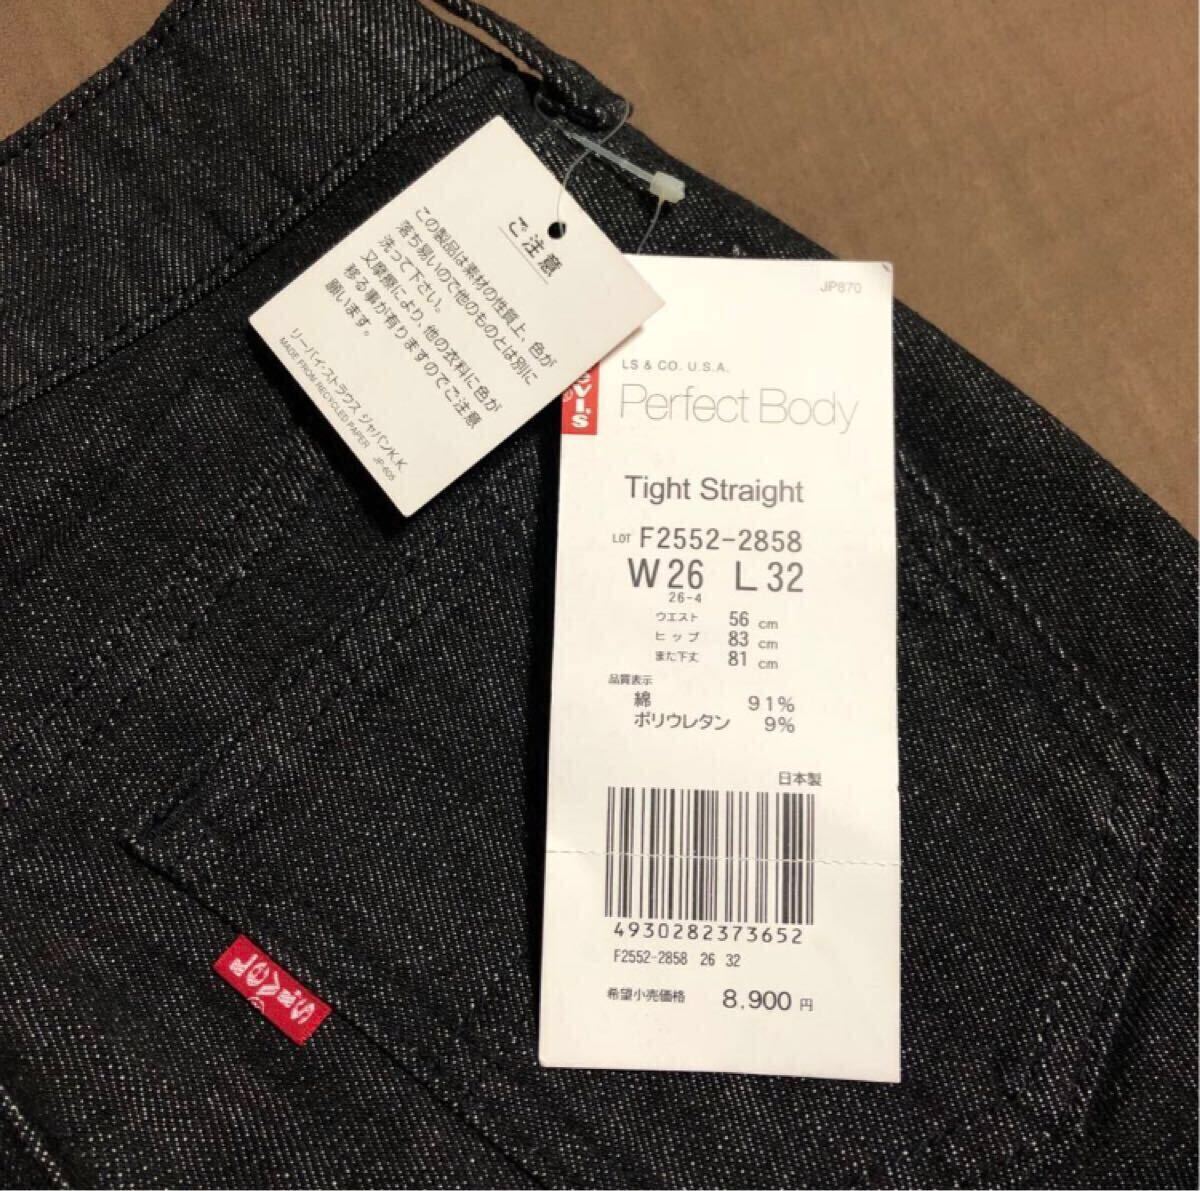 ご注意
この製品は素材の性質上、色が
落ち易いので他のものとは別に
洗って下さい。
又摩擦により、他の衣料に色が
移る事が有りますのでご注意
願います。
リーバイ・ストラウス ジャパンK.K.
MADE FROM RECYCLED PAPER JP-605
JP870
LS & CO. U.S.A.
Perfect Body
Tight Straight
LOT F2552-2858
W 26 L 32
26-4
ウエスト 56 cm
ヒップ 83 cm
また下丈 81 cm
品質表示
綿 91%
ポリウレタン 9%
日本製
4930282373652
F2552-2858 26 32
希望小売価格 8,900 円